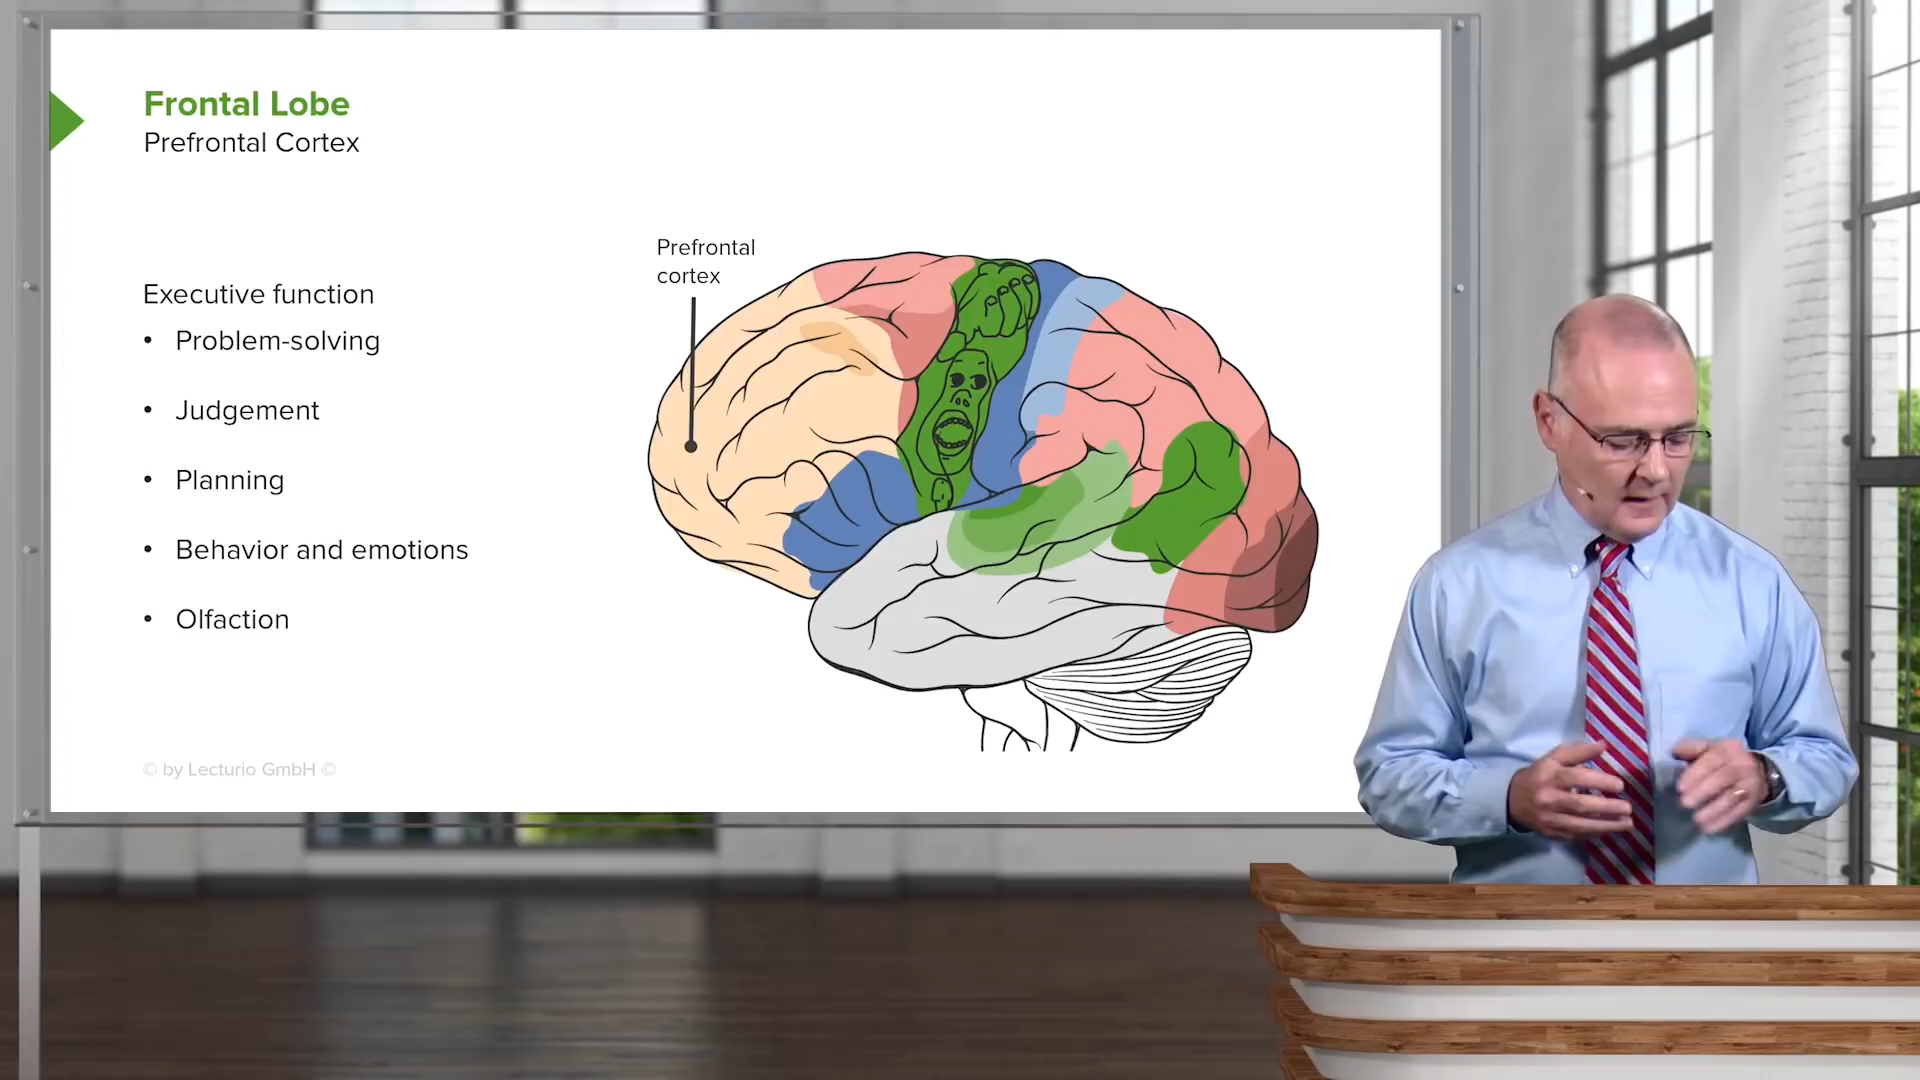 Frontal Lobe
Prefrontal Cortex
Prefrontal
cortex
Executive function
• Problem-solving
• Judgement
• Planning
• Behavior and emotions
• Olfaction
© by Lecturio GmbH ©